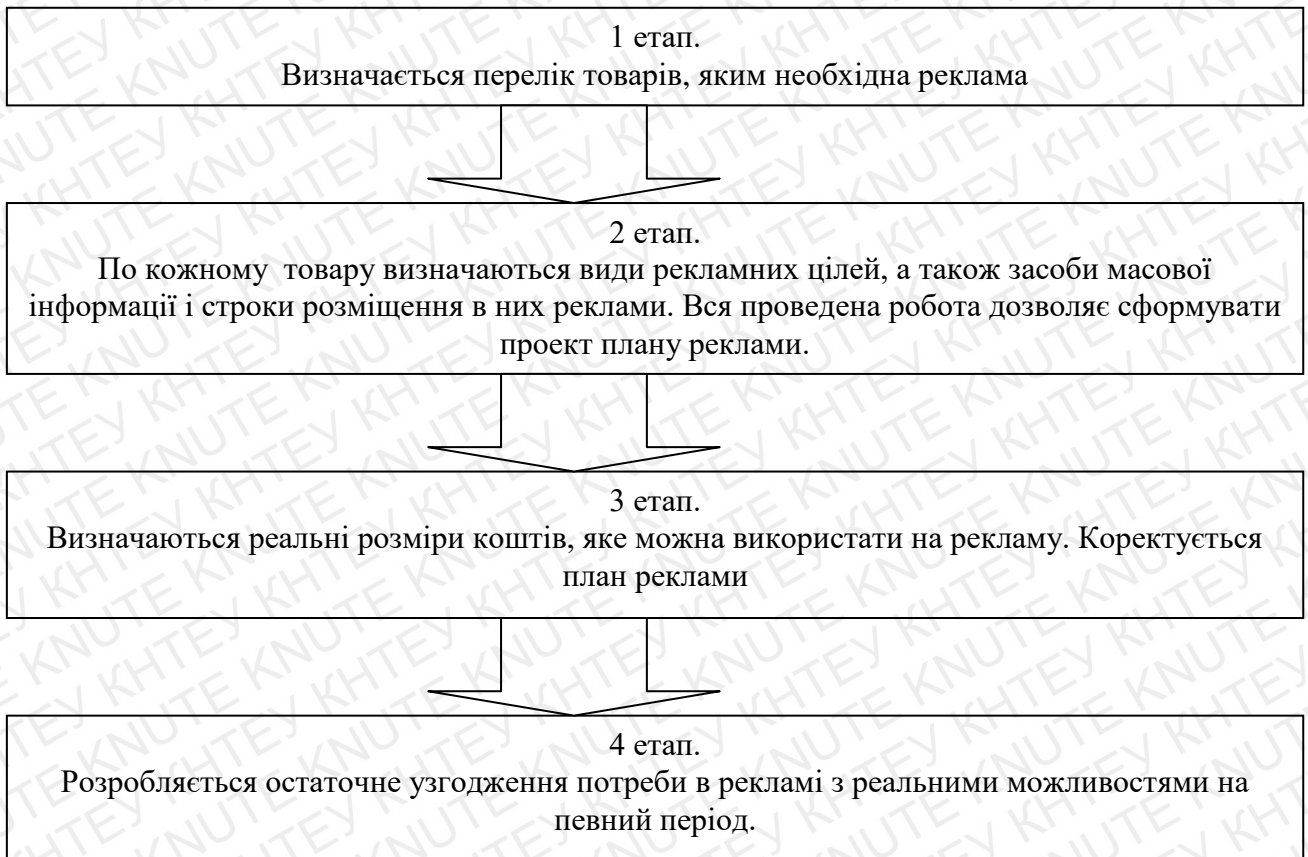 1 етап.
Визначається перелік товарів, яким необхідна реклама
2 етап.
По кожному товару визначаються види рекламних цілей, а також засоби масової
інформації і строки розміщення в них реклами. Вся проведена робота дозволяє сформувати
проект плану реклами.
3 етап.
Визначаються реальні розміри коштів, яке можна використати на рекламу. Коректується
план реклами
4 етап.
Розробляється остаточне узгодження потреби в рекламі з реальними можливостями на
певний період.